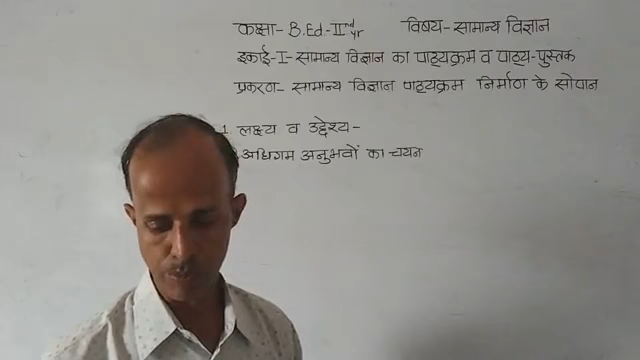 कक्षा- B.Ed.-IInd yr विषय-सामान्य विज्ञान
इकाई-I-सामान्य विज्ञान का पाठ्यक्रम व पाठ्य-पुस्तक
प्रकरण- सामान्य विज्ञान पाठ्यक्रम निर्माण के सोपान
1. लक्ष्य व उद्देश्य-
अधिगम अनुभवों का चयन